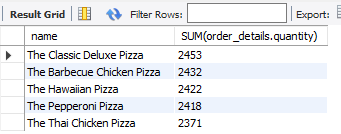 Result Grid Filter Rows: Export:
name SUM(order_details.quantity)
The Classic Deluxe Pizza 2453
The Barbecue Chicken Pizza 2432
The Hawaiian Pizza 2422
The Pepperoni Pizza 2418
The Thai Chicken Pizza 2371